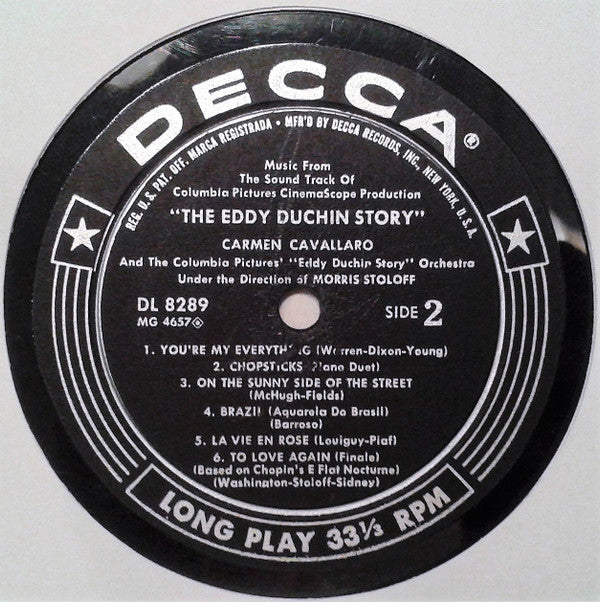 DECCA®
REG. U.S. PAT. OFF. MARCA REGISTRADA • MFR'D BY DECCA RECORDS, INC., NEW YORK, U.S.A.
Music From
The Sound Track Of
Columbia Pictures CinemaScope Production
"THE EDDY DUCHIN STORY"
CARMEN CAVALLARO
And The Columbia Pictures' "Eddy Duchin Story" Orchestra
Under the Direction of MORRIS STOLOFF
DL 8289
MG 4657
SIDE 2
1. YOU'RE MY EVERYTHING (Warren-Dixon-Young)
2. CHOPSTICKS (Piano Duet)
3. ON THE SUNNY SIDE OF THE STREET
(McHugh-Fields)
4. BRAZIL (Aquarela Do Brasil)
(Barroso)
5. LA VIE EN ROSE (Louiguy-Piaf)
6. TO LOVE AGAIN (Finale)
(Based on Chopin's E Flat Nocturne)
(Washington-Stoloff-Sidney)
LONG PLAY 33⅓ RPM